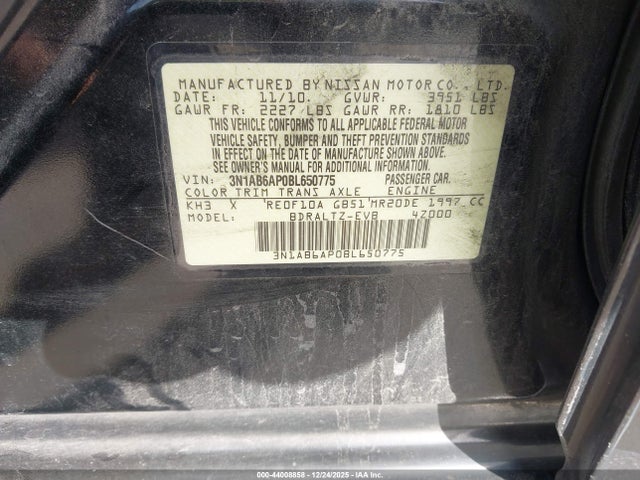 MANUFACTURED BY NISSAN MOTOR CO., LTD.
DATE: 11/10. GVWR: 3951 LBS
GAWR FR: 2227 LBS GAWR RR: 1810 LBS
THIS VEHICLE CONFORMS TO ALL APPLICABLE FEDERAL MOTOR
VEHICLE SAFETY, BUMPER AND THEFT PREVENTION STANDARDS
IN EFFECT ON THE DATE OF MANUFACTURE SHOWN ABOVE.
SEE OWNER'S MANUAL FOR ADDITIONAL INFORMATION.
VIN: 3N1AB6AP0BL650775 PASSENGER CAR.
COLOR TRIM TRANS AXLE ENGINE
KH3 X RE0F10A GB51 MR20DE 1997 CC
MODEL: BDRALTZ-EVB 4Z000
3N1AB6AP0BL650775
000-44008858 12/24/2025 COPYRIGHT IAA, LLC